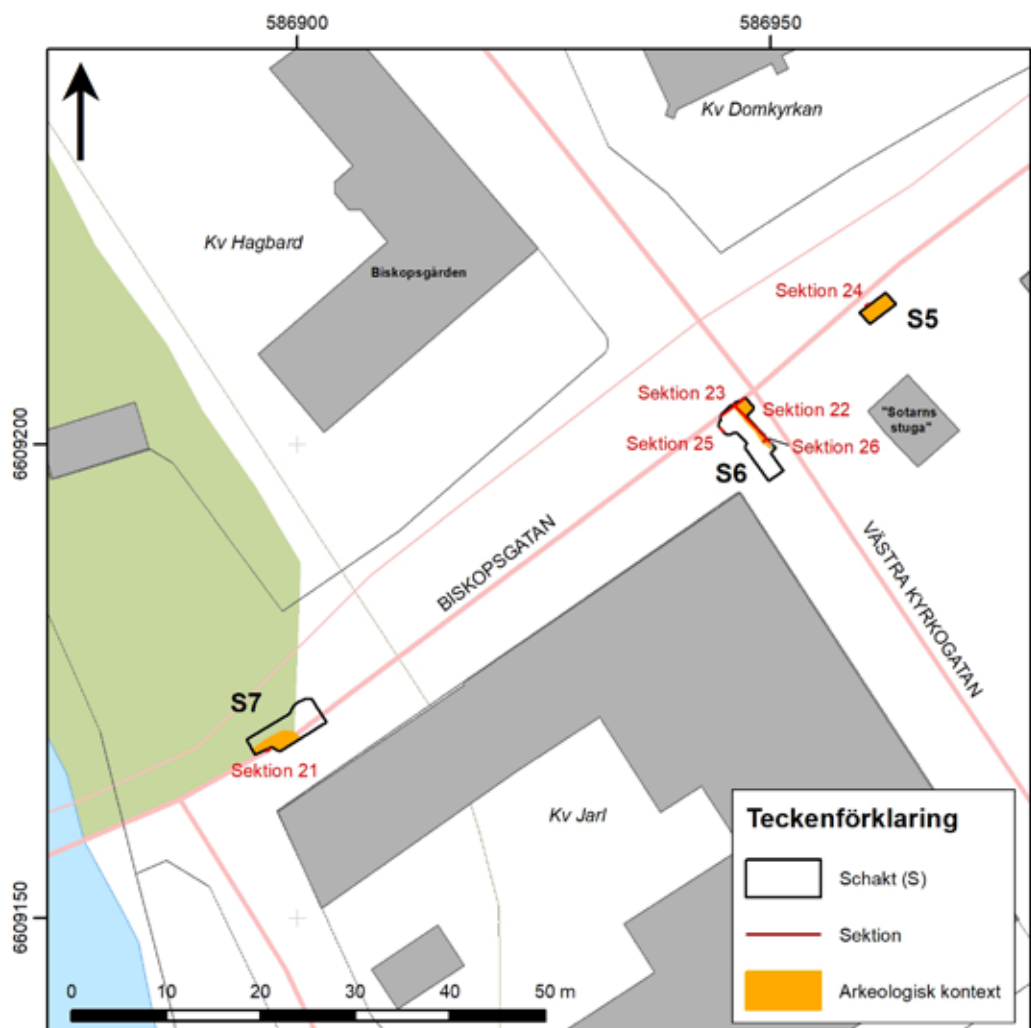 586900
586950
Kv Domkyrkan
Kv Hagbard
Biskopsgården
Sektion 24
S5
Sektion 23
Sektion 22
"Sotarns
stuga"
6609200
Sektion 25
Sektion 26
S6
BISKOPSGATAN
VÄSTRA KYRKOGATAN
S7
Sektion 21
Kv Jarl
Teckenförklaring
Schakt (S)
Sektion
Arkeologisk kontext
6609150
0 10 20 30 40 50 m